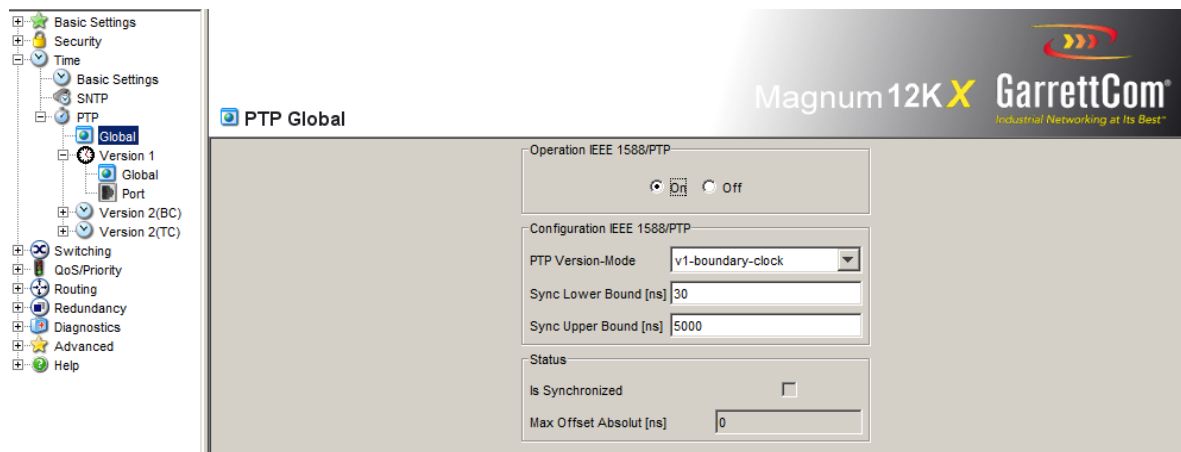 Basic Settings
Security
Time
Basic Settings
SNTP
PTP
Global
Version 1
Global
Port
Version 2(BC)
Version 2(TC)
Switching
QoS/Priority
Routing
Redundancy
Diagnostics
Advanced
Help
PTP Global
Magnum 12K X
GarrettCom®
Industrial Networking at Its Best™
Operation IEEE 1588/PTP
On Off
Configuration IEEE 1588/PTP
PTP Version-Mode v1-boundary-clock
Sync Lower Bound [ns] 30
Sync Upper Bound [ns] 5000
Status
Is Synchronized
Max Offset Absolut [ns] 0